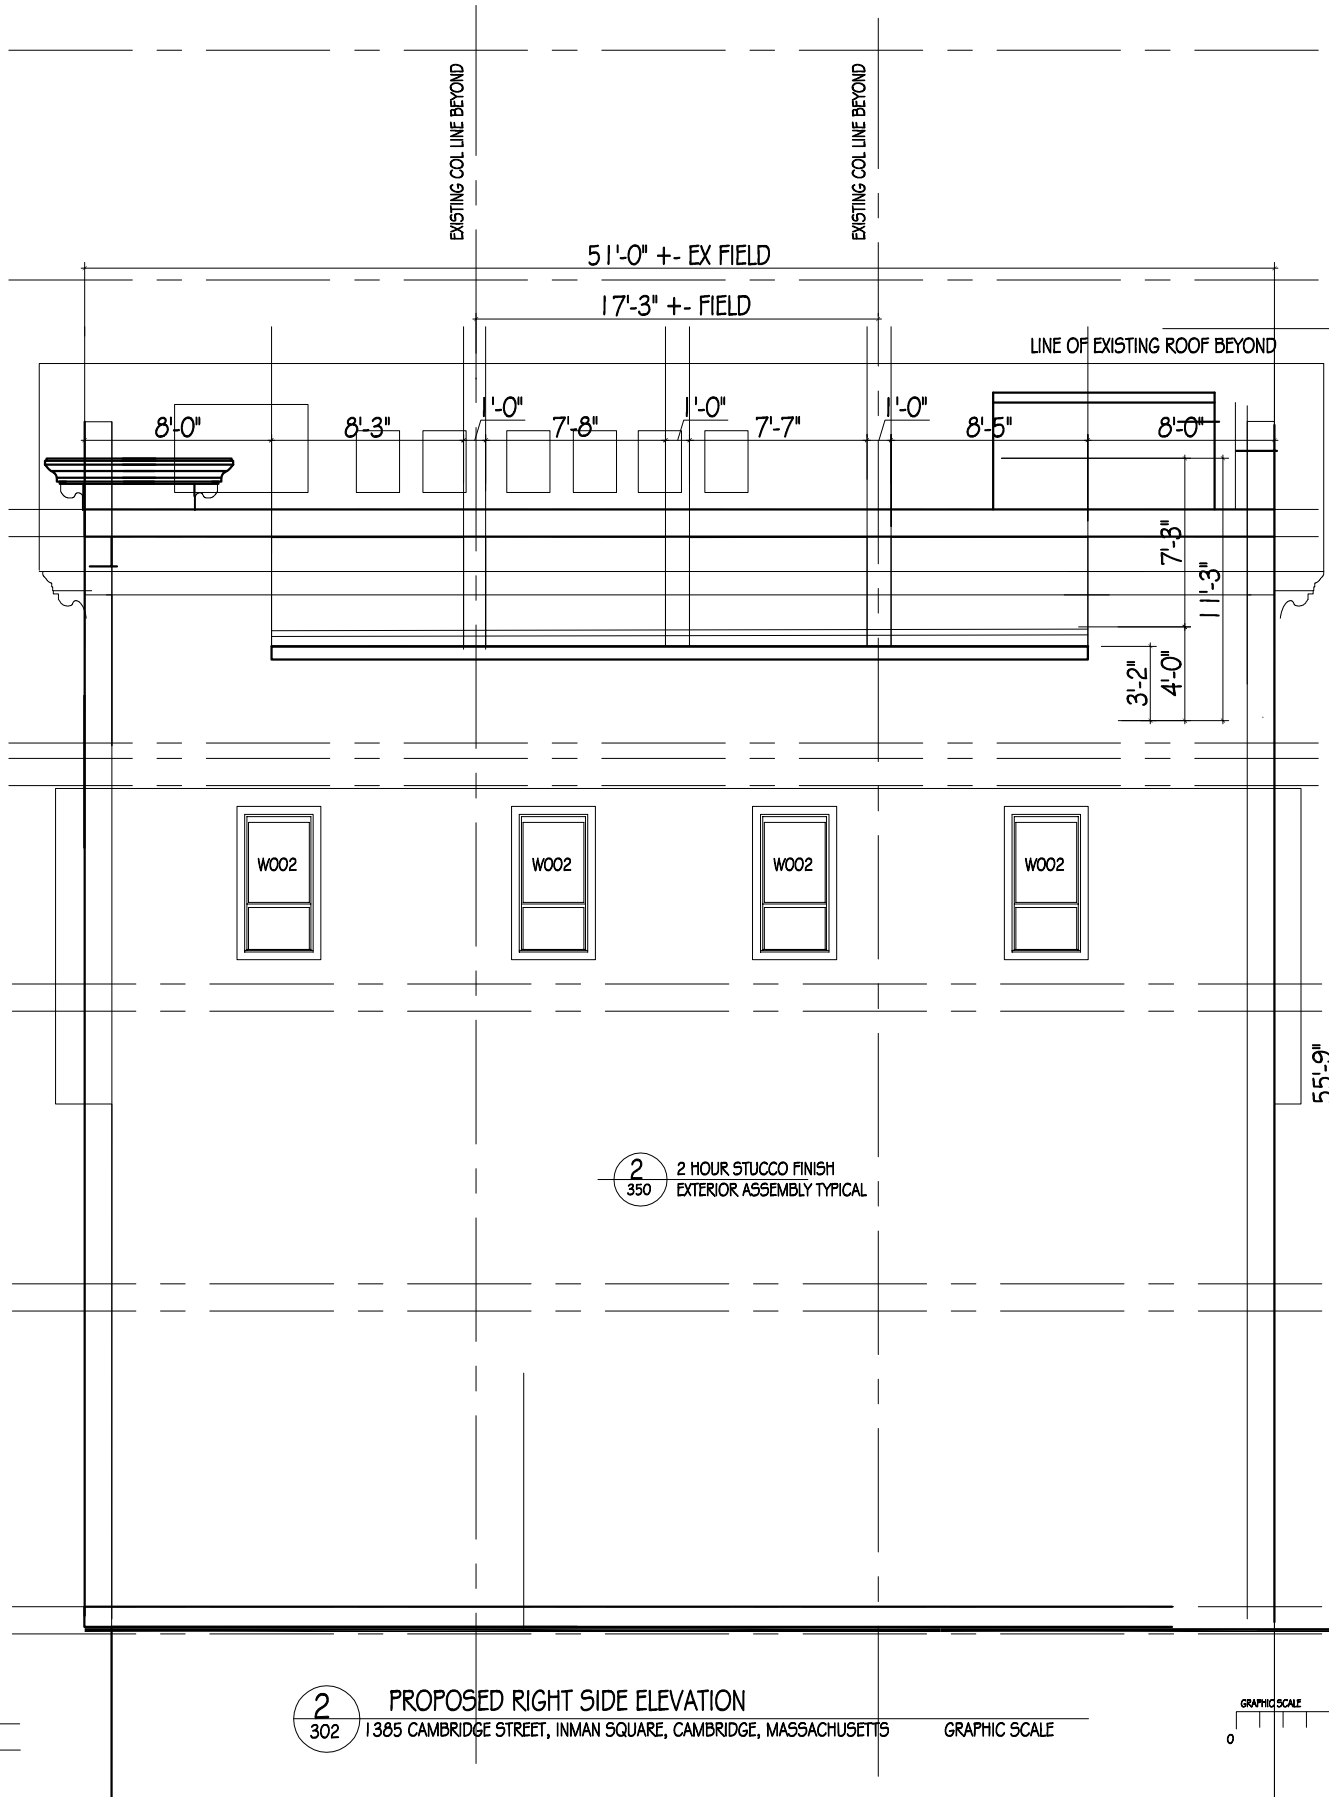 EXISTING COL LINE BEYOND
EXISTING COL LINE BEYOND
51'-0" +- EX FIELD
17'-3" +- FIELD
LINE OF EXISTING ROOF BEYOND
8'-0"
8'-3"
1'-0"
7'-8"
1'-0"
7'-7"
1'-0"
8'-5"
8'-0"
7'-3"
11'-3"
3'-2"
4'-0"
W002
W002
W002
W002
55'-9"
2
350
2 HOUR STUCCO FINISH
EXTERIOR ASSEMBLY TYPICAL
2
302
PROPOSED RIGHT SIDE ELEVATION
1385 CAMBRIDGE STREET, INMAN SQUARE, CAMBRIDGE, MASSACHUSETTS
GRAPHIC SCALE
GRAPHIC SCALE
0